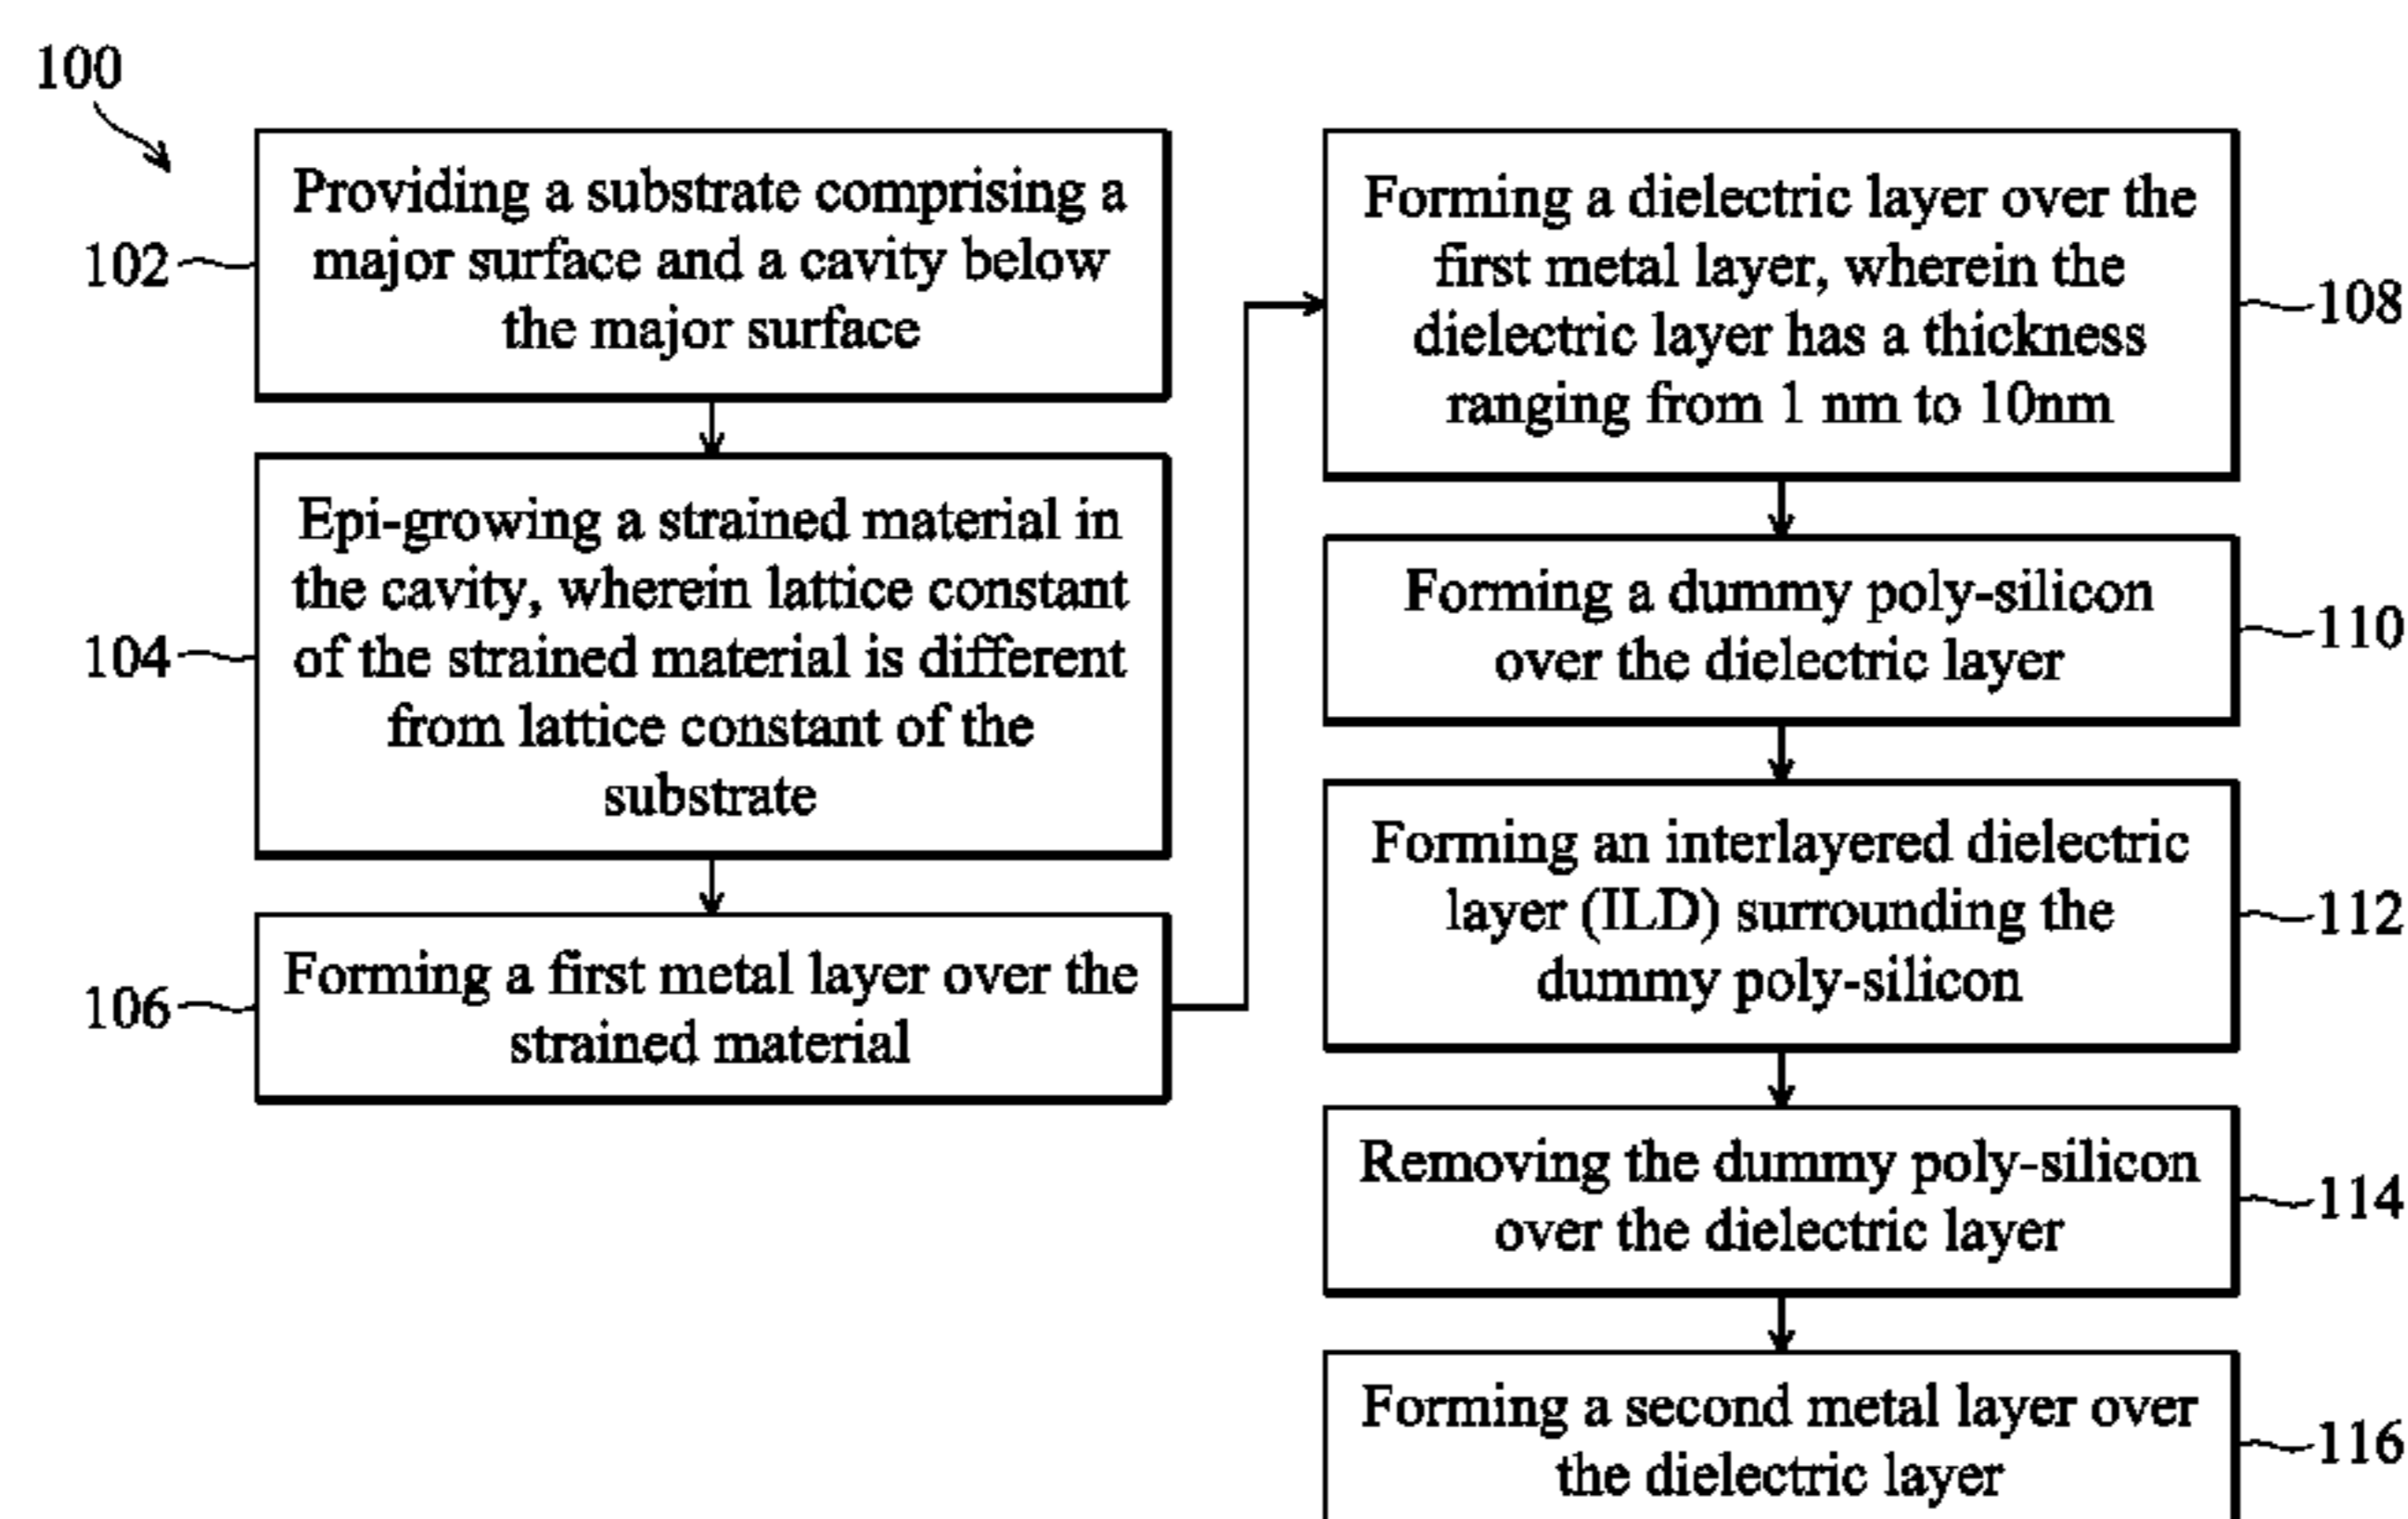 100
102
Providing a substrate comprising a
major surface and a cavity below
the major surface
104
Epi-growing a strained material in
the cavity, wherein lattice constant
of the strained material is different
from lattice constant of the
substrate
106
Forming a first metal layer over the
strained material
Forming a dielectric layer over the
first metal layer, wherein the
dielectric layer has a thickness
ranging from 1 nm to 10nm
108
Forming a dummy poly-silicon
over the dielectric layer
110
Forming an interlayered dielectric
layer (ILD) surrounding the
dummy poly-silicon
112
Removing the dummy poly-silicon
over the dielectric layer
114
Forming a second metal layer over
the dielectric layer
116